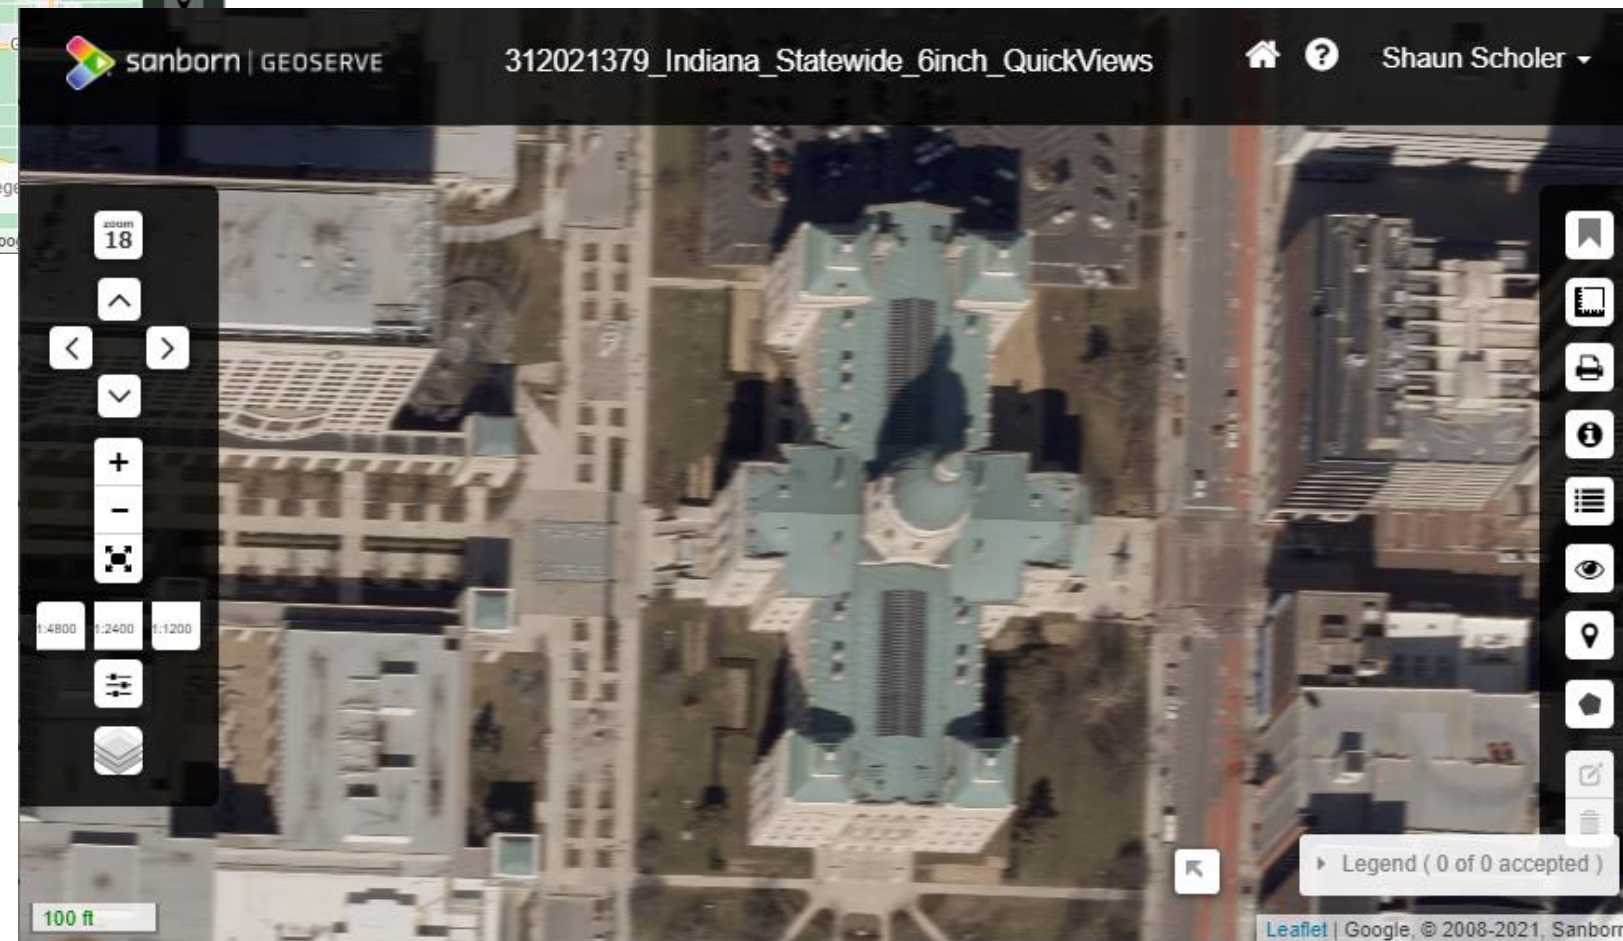 sanborn | GEOSERVE
312021379_Indiana_Statewide_6inch_QuickViews
Shaun Scholer
zoom
18
1:4800
1:2400
1:1200
Legend ( 0 of 0 accepted )
100 ft
Leaflet | Google, © 2008-2021, Sanborn